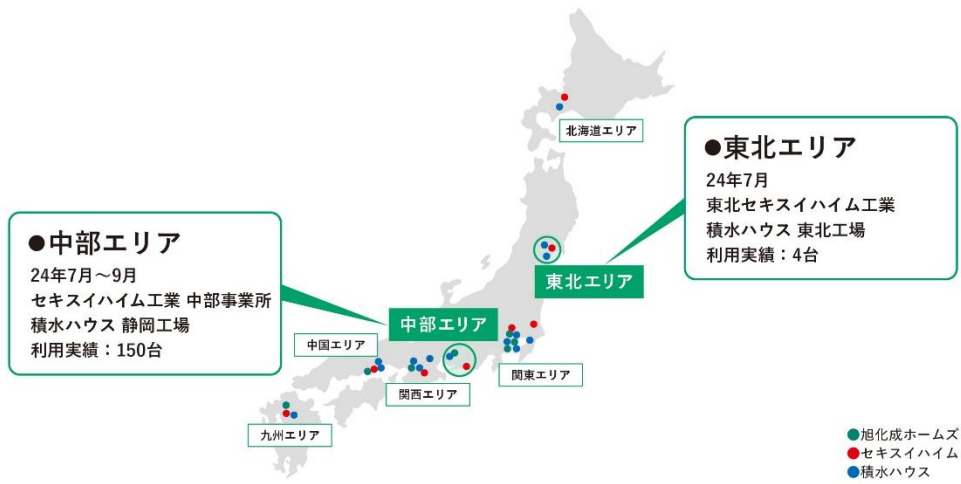 北海道エリア
●東北エリア
24年7月
東北セキスイハイム工業
積水ハウス 東北工場
利用実績：4台
東北エリア
●中部エリア
24年7月～9月
セキスイハイム工業 中部事業所
積水ハウス 静岡工場
利用実績：150台
中部エリア
中国エリア
関東エリア
関西エリア
九州エリア
●旭化成ホームズ
●セキスイハイム
●積水ハウス